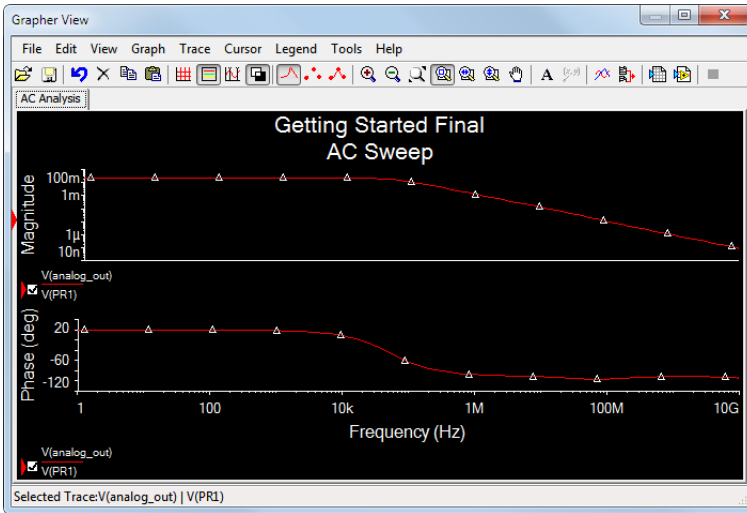 Grapher View
File Edit View Graph Trace Cursor Legend Tools Help
A
AC Analysis
Getting Started Final
AC Sweep
Magnitude
100m
1m
1µ
10n
V(analog_out)
V(PR1)
Phase (deg)
20
-60
-120
1 100 10k 1M 100M 10G
Frequency (Hz)
V(analog_out)
V(PR1)
Selected Trace:V(analog_out) | V(PR1)